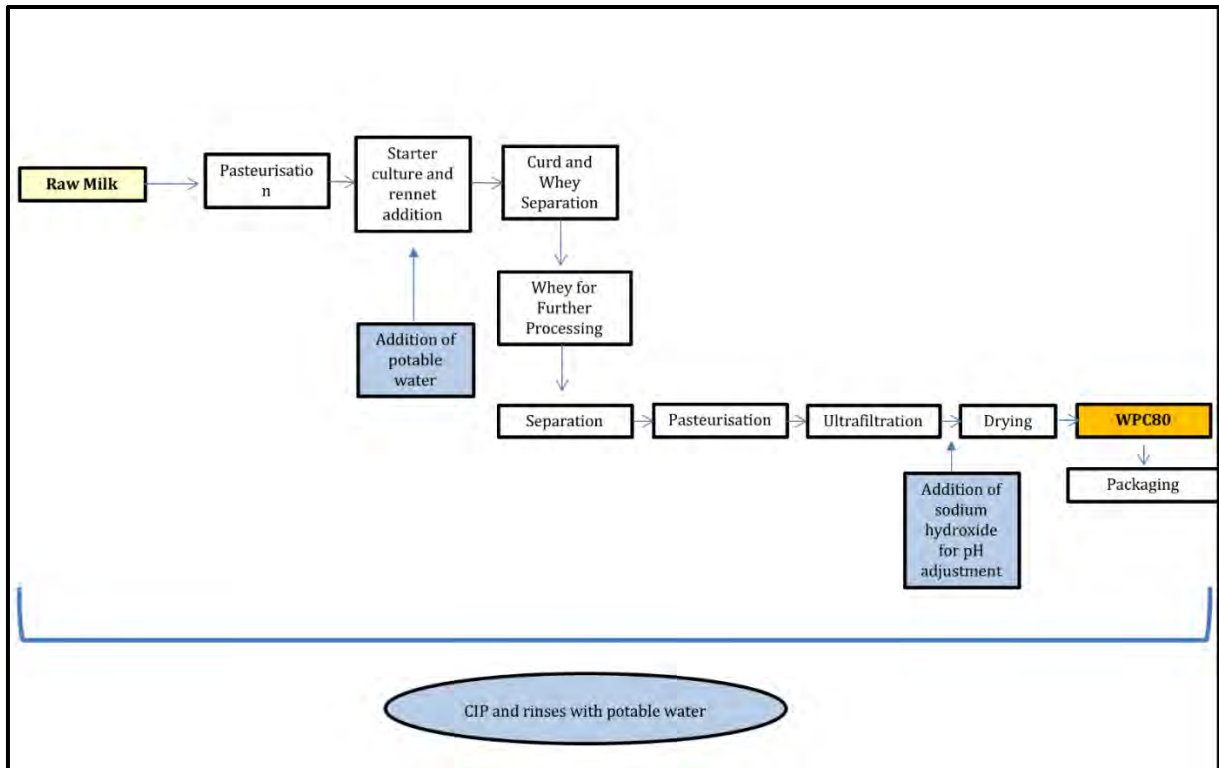 Raw Milk
Pasteurisatio
n
Starter
culture and
rennet
addition
Curd and
Whey
Separation
Addition of
potable
water
Whey for
Further
Processing
Separation
Pasteurisation
Ultrafiltration
Drying
WPC80
Addition of
sodium
hydroxide
for pH
adjustment
Packaging
CIP and rinses with potable water